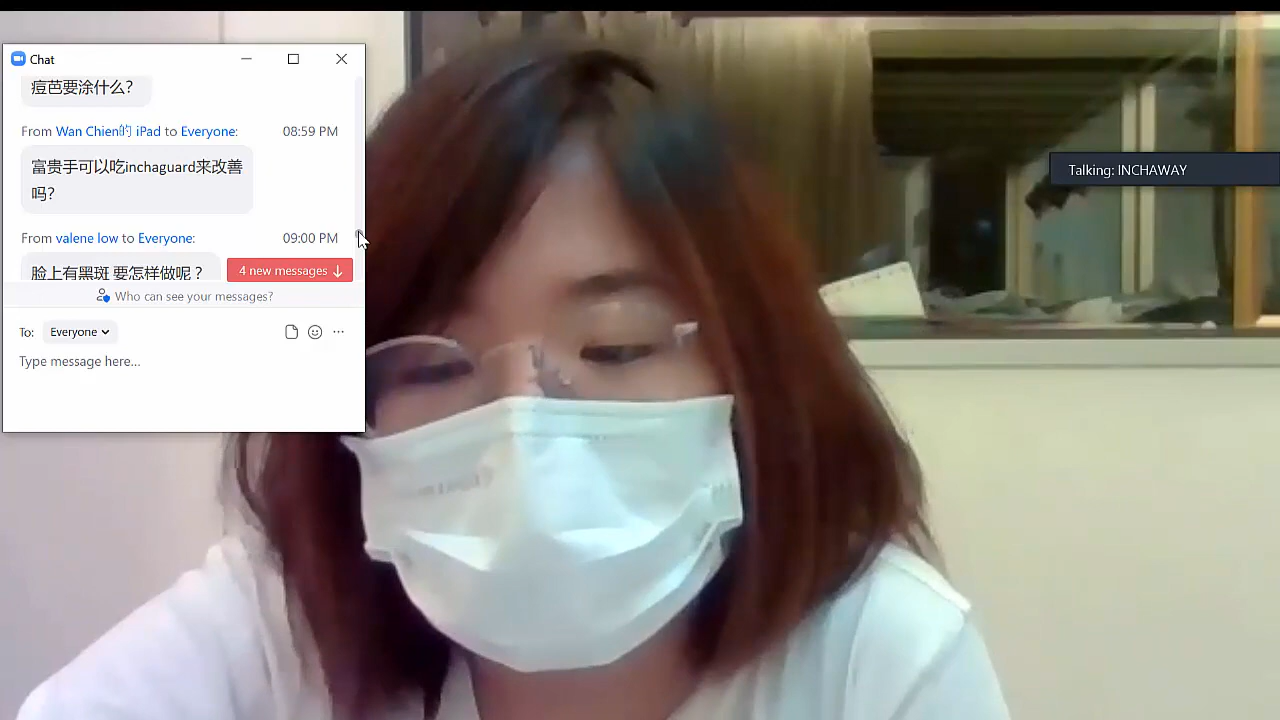 Chat
痘芭要涂什么?
From Wan Chien的 iPad to Everyone: 08:59 PM
富贵手可以吃inchaguard来改善
吗?
From valene low to Everyone: 09:00 PM
脸上有黑斑 要怎样做呢 ?
4 new messages
Who can see your messages?
To: Everyone
Type message here...
Talking: INCHAWAY